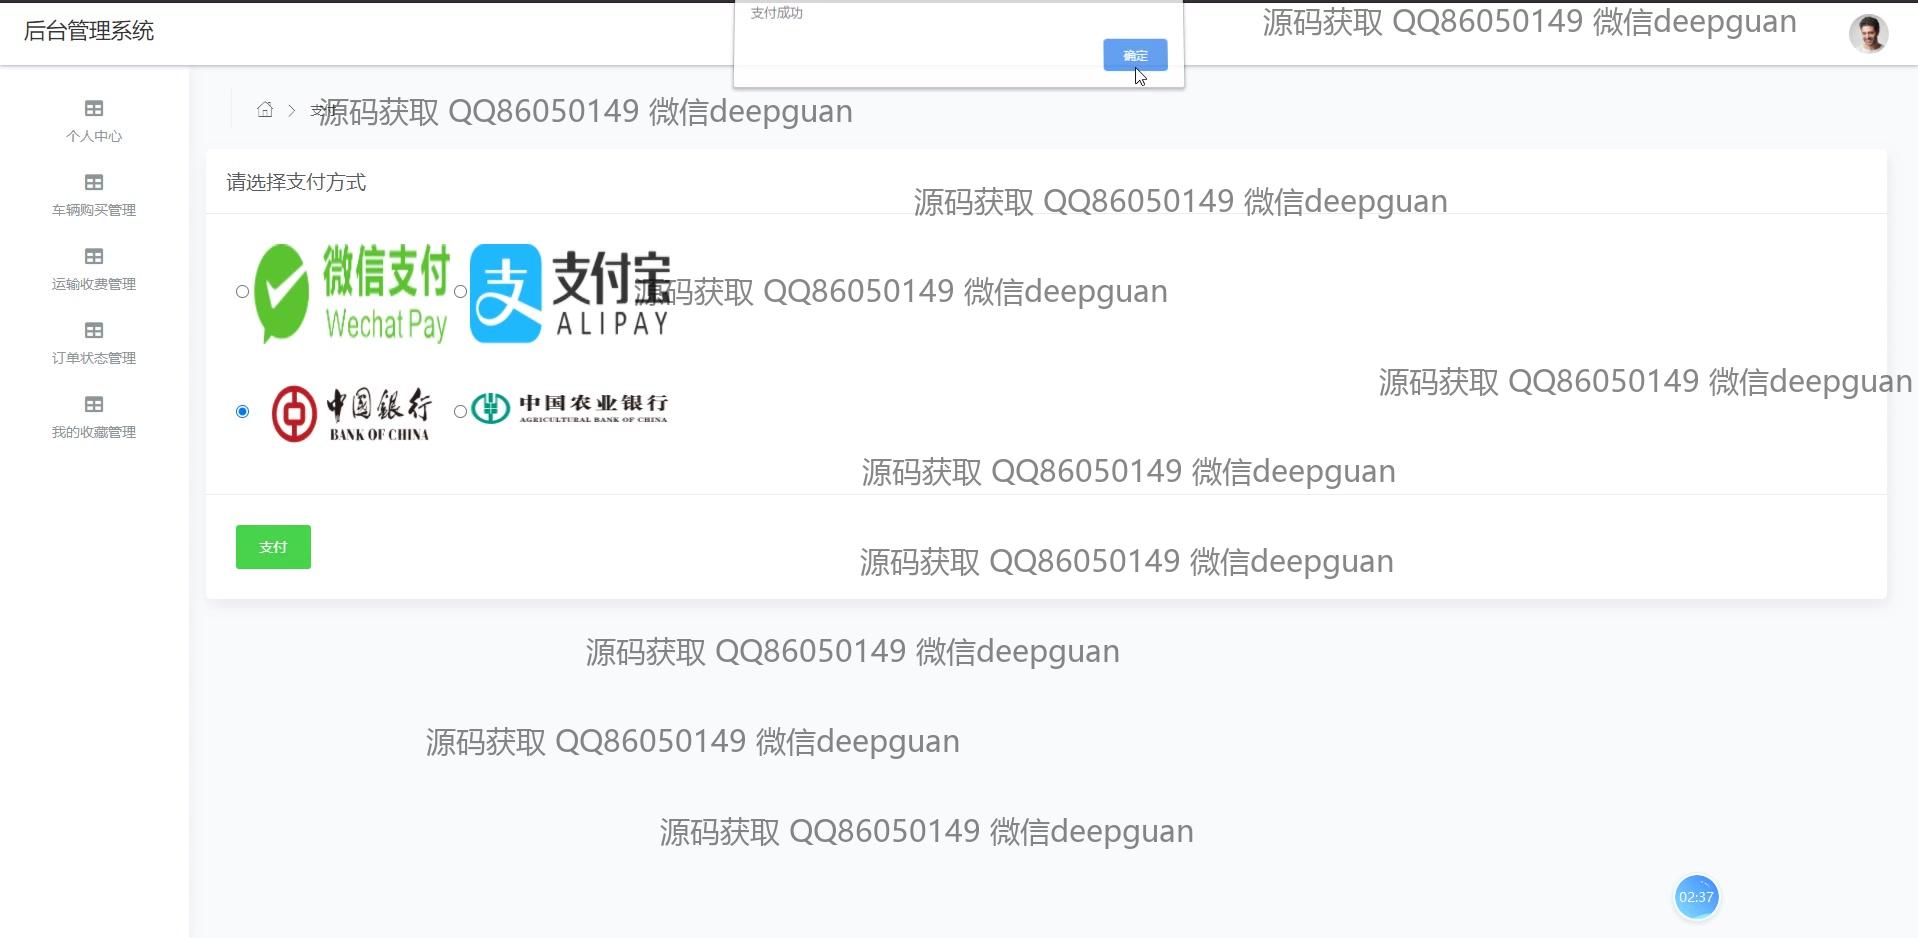 支付成功
后台管理系统
源码获取 QQ86050149 微信deepguan
确定
支付
源码获取 QQ86050149 微信deepguan
个人中心
请选择支付方式
源码获取 QQ86050149 微信deepguan
车辆购买管理
微信支付
Wechat Pay
支
支付宝
ALIPAY
源码获取 QQ86050149 微信deepguan
运输收费管理
订单状态管理
源码获取 QQ86050149 微信deepguan
中国银行
BANK OF CHINA
中国农业银行
AGRICULTURAL BANK OF CHINA
我的收藏管理
源码获取 QQ86050149 微信deepguan
支付
源码获取 QQ86050149 微信deepguan
源码获取 QQ86050149 微信deepguan
源码获取 QQ86050149 微信deepguan
源码获取 QQ86050149 微信deepguan
02:37